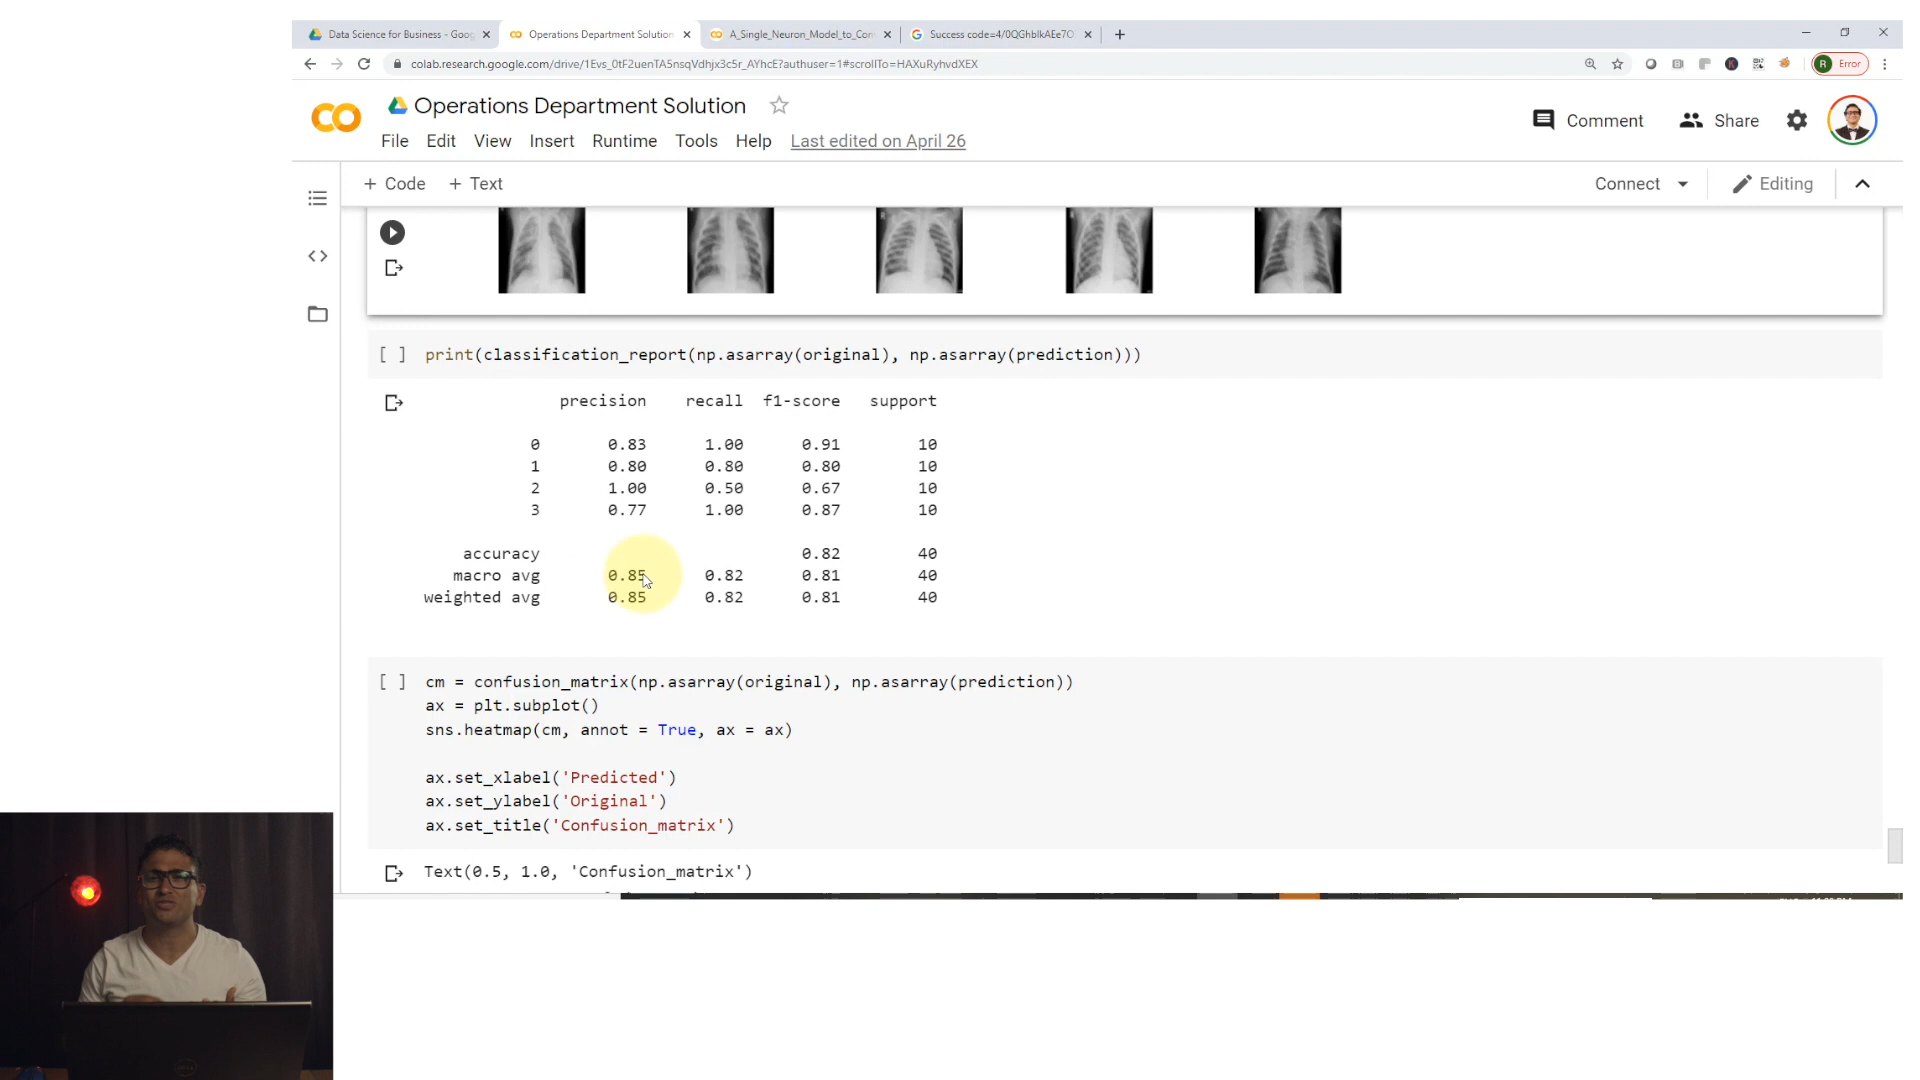 Data Science for Business - Goog
Operations Department Solution
A_Single_Neuron_Model_to_Con
Success code=4/0QGhblkAEe7O
colab.research.google.com/drive/1Evs_0tF2uenTA5nsqVdhjx3c5r_AYhcE?authuser=1#scrollTo=HAXuRyhvdXEX
R Error
CO
Operations Department Solution
Comment
Share
File Edit View Insert Runtime Tools Help Last edited on April 26
+ Code + Text
Connect
Editing
[ ] print(classification_report(np.asarray(original), np.asarray(prediction)))
precision recall f1-score support
0 0.83 1.00 0.91 10
1 0.80 0.80 0.80 10
2 1.00 0.50 0.67 10
3 0.77 1.00 0.87 10
accuracy 0.82 40
macro avg 0.85 0.82 0.81 40
weighted avg 0.85 0.82 0.81 40
[ ] cm = confusion_matrix(np.asarray(original), np.asarray(prediction))
ax = plt.subplot()
sns.heatmap(cm, annot = True, ax = ax)
ax.set_xlabel('Predicted')
ax.set_ylabel('Original')
ax.set_title('Confusion_matrix')
Text(0.5, 1.0, 'Confusion_matrix')